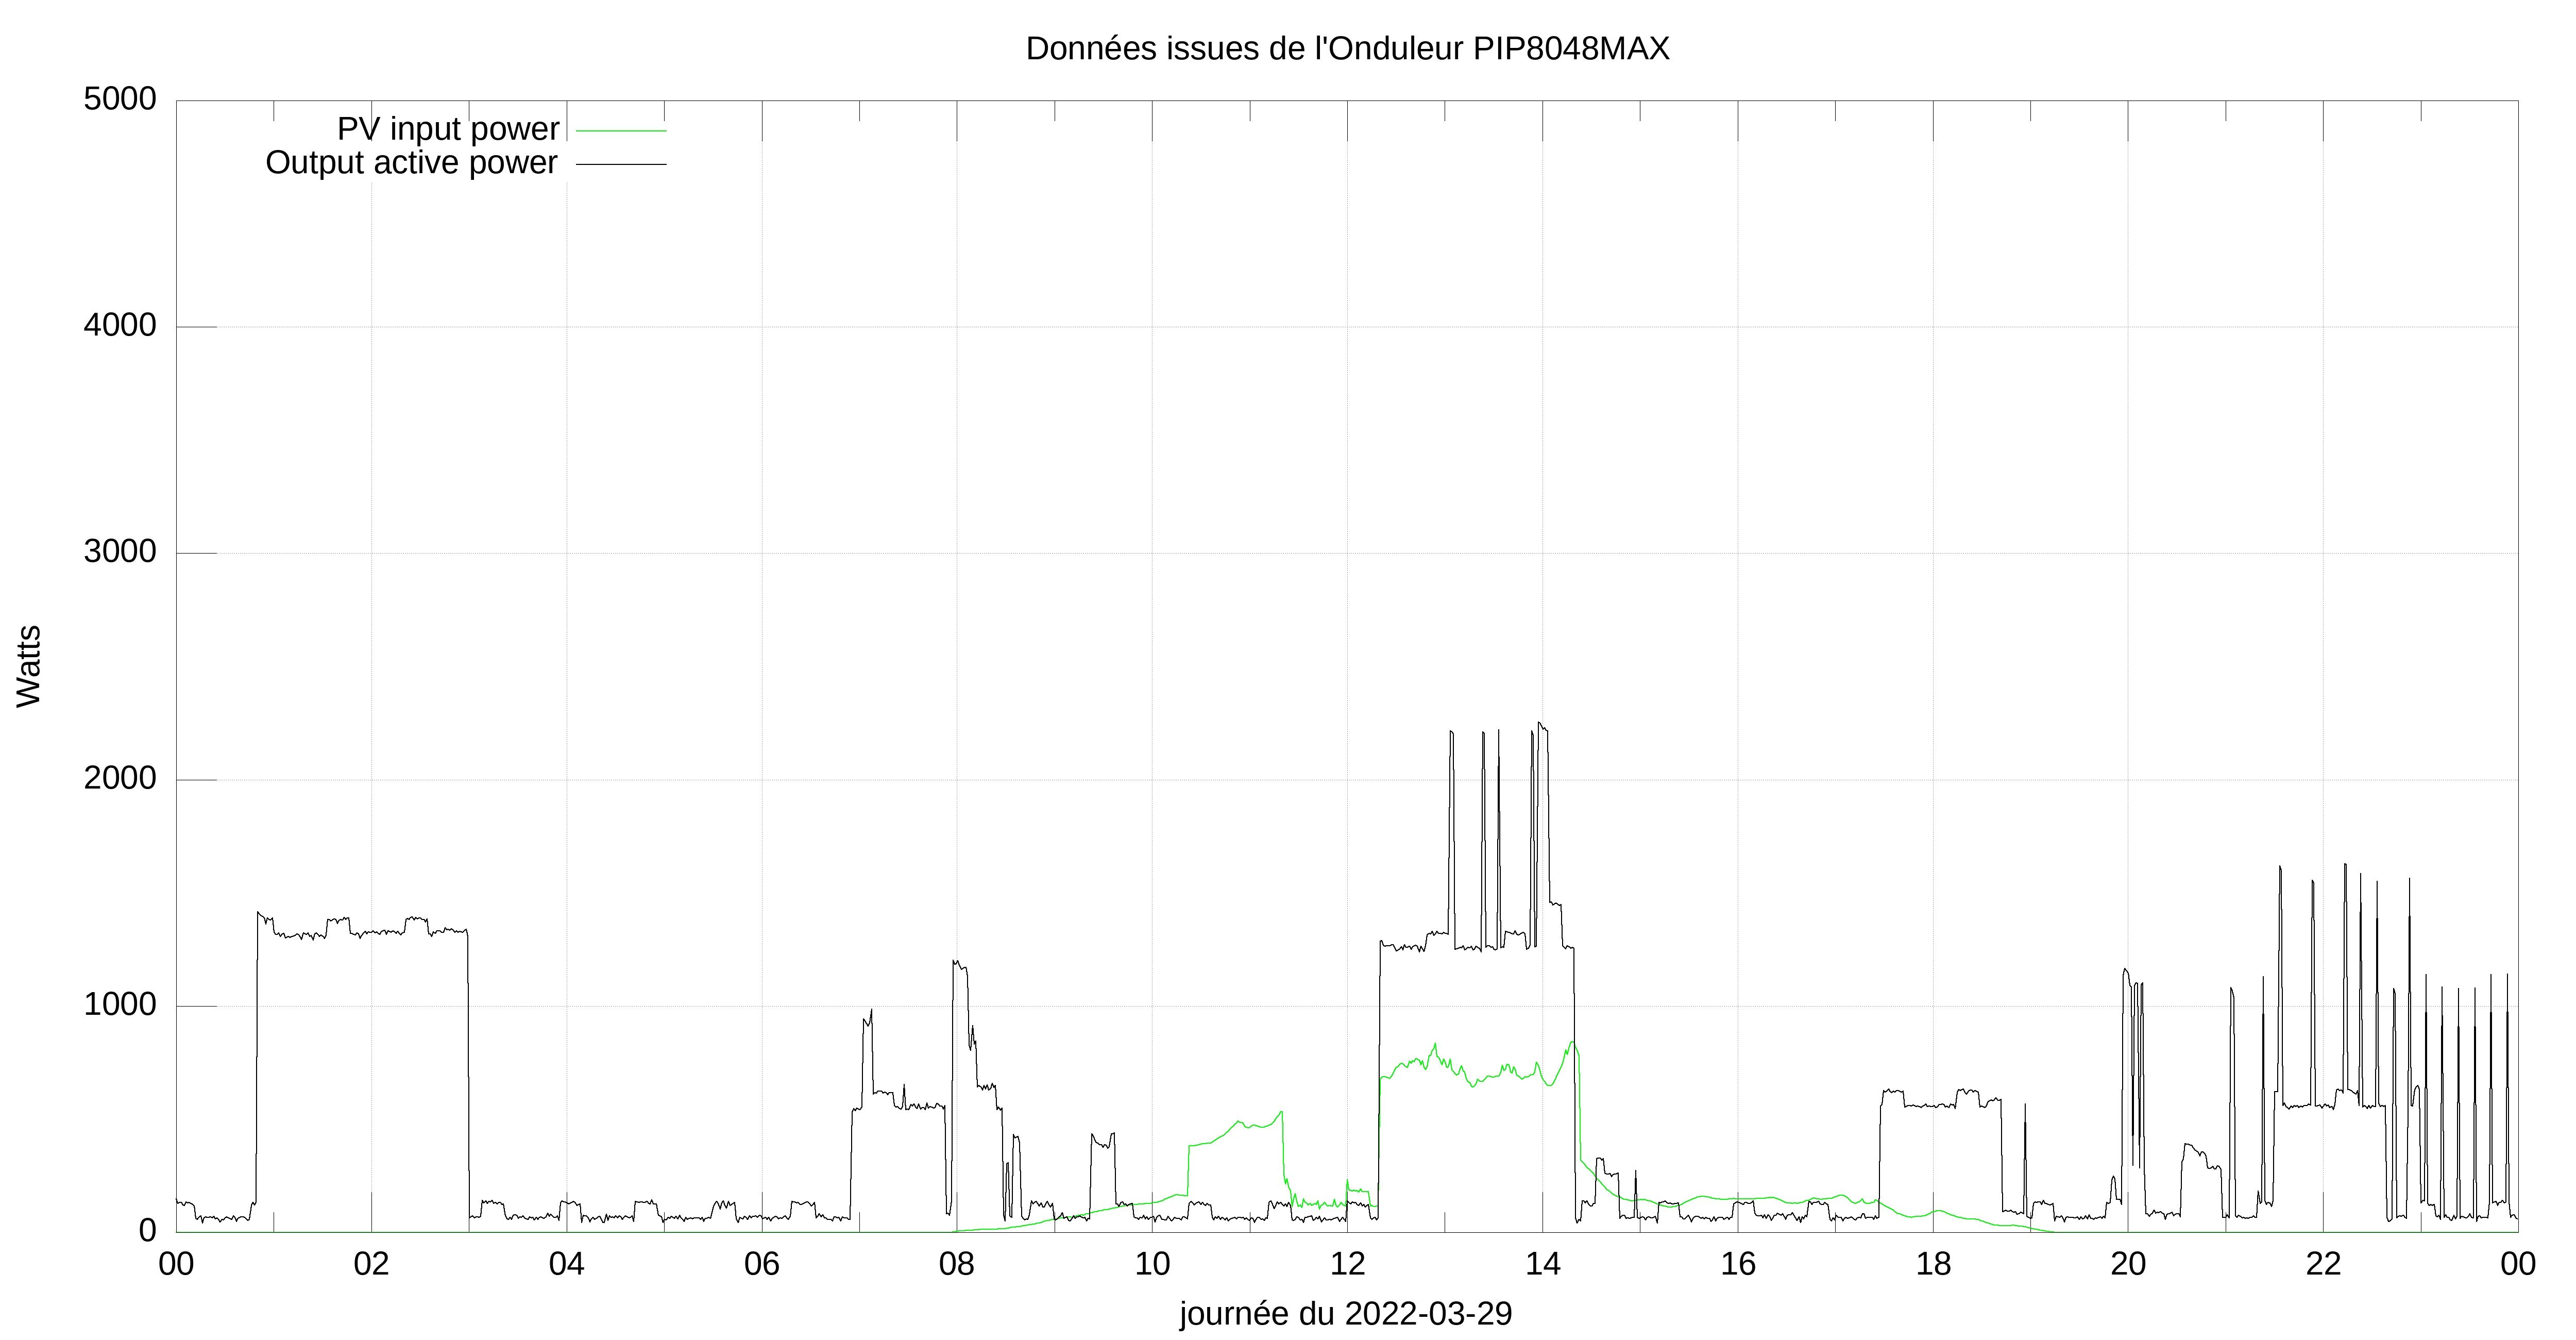 Données issues de l'Onduleur PIP8048MAX
5000
PV input power
Output active power
4000
3000
Watts
2000
1000
0
00 02 04 06 08 10 12 14 16 18 20 22 00
journée du 2022-03-29